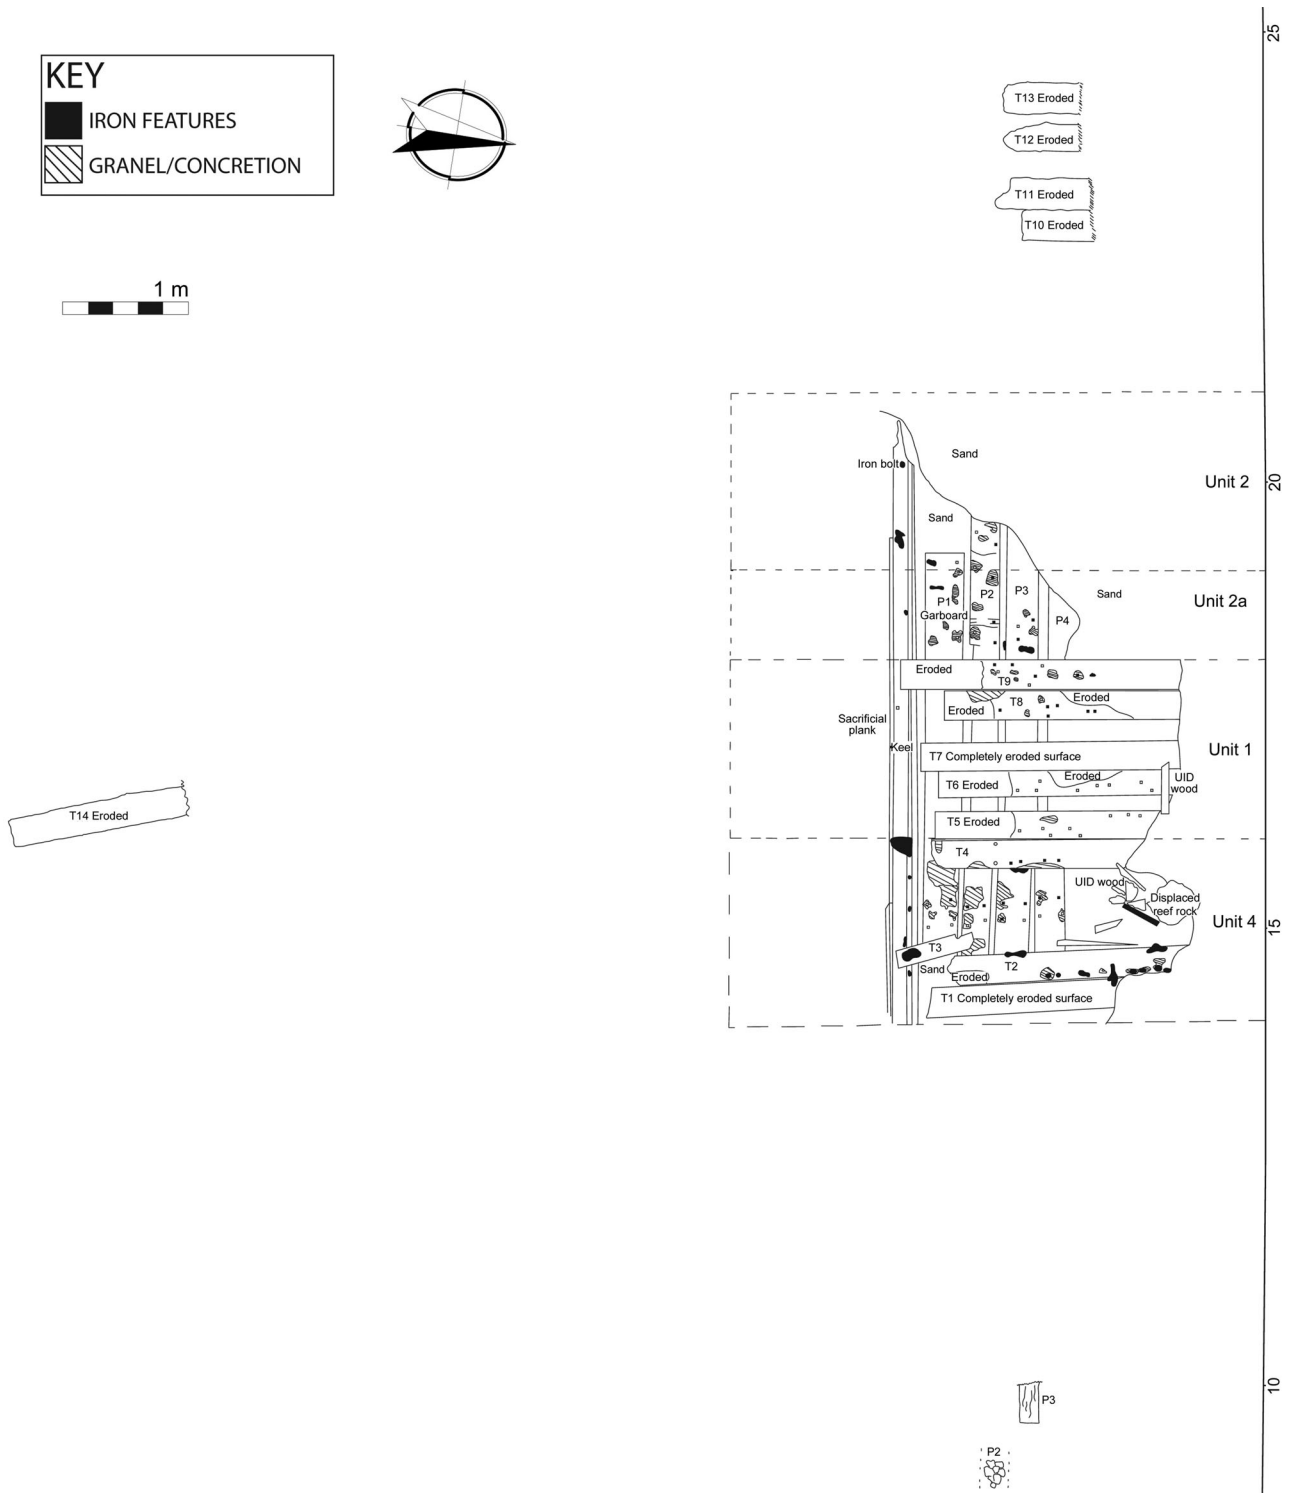 25
KEY
IRON FEATURES
GRANEL/CONCRETION
T13 Eroded
T12 Eroded
T11 Eroded
T10 Eroded
1 m
Sand
Iron bolt
Unit 2
20
Sand
P1
Garboard
P2
P3
P4
Sand
Unit 2a
Eroded
T9
Eroded
T8
Eroded
Sacrificial
plank
Keel
T7 Completely eroded surface
Unit 1
T6 Eroded
Eroded
UID
wood
T14 Eroded
T5 Eroded
T4
UID wood
Displaced
reef rock
Unit 4
15
T3
Sand
Eroded
T2
T1 Completely eroded surface
10
P3
P2